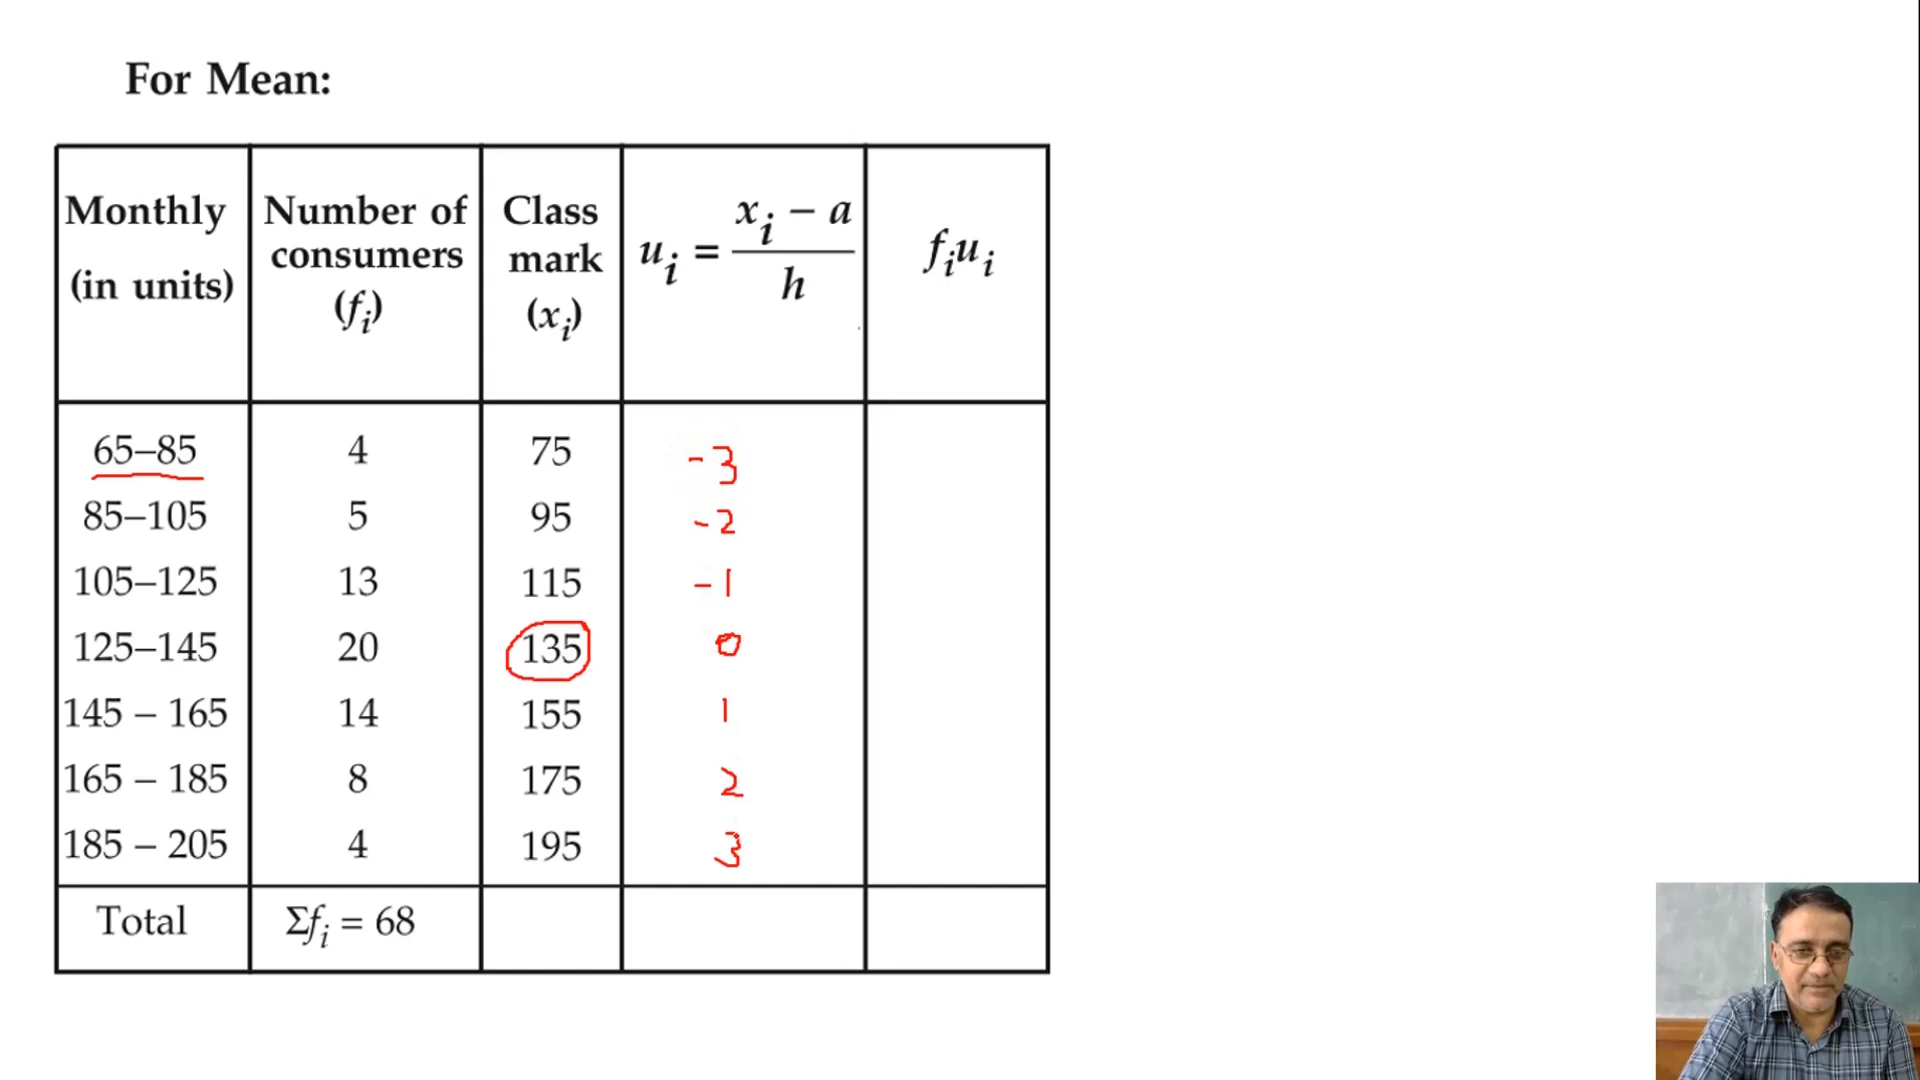 For Mean:
Monthly (in units) Number of consumers (fi) Class mark (xi) ui = xi − a / h fiui
65–85 4 75 -3
85–105 5 95 -2
105–125 13 115 -1
125–145 20 135 0
145 – 165 14 155 1
165 – 185 8 175 2
185 – 205 4 195 3
Total Σfi = 68